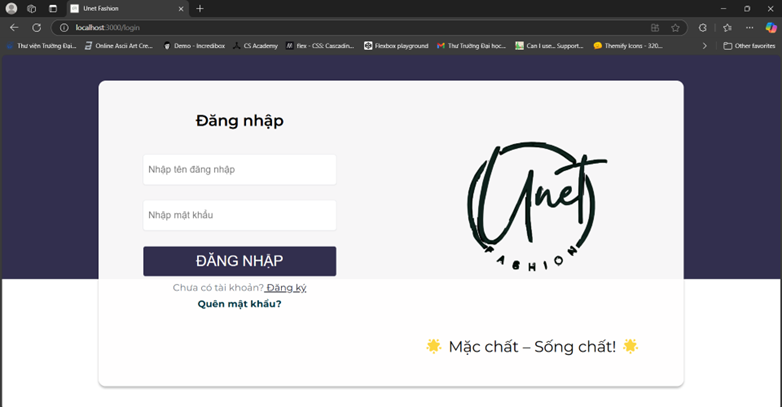 Unet Fashion
localhost:3000/login
Thư viện Trường Đại... Online Ascii Art Cre... Demo - Incredibox CS Academy flex - CSS: Cascadin... Flexbox playground Thư Trường Đại học... Can I use... Support... Themify Icons - 320... Other favorites
Đăng nhập
Nhập tên đăng nhập
Nhập mật khẩu
ĐĂNG NHẬP
Chưa có tài khoản? Đăng ký
Quên mật khẩu?
Unet
FASHION
🌟 Mặc chất – Sống chất! 🌟